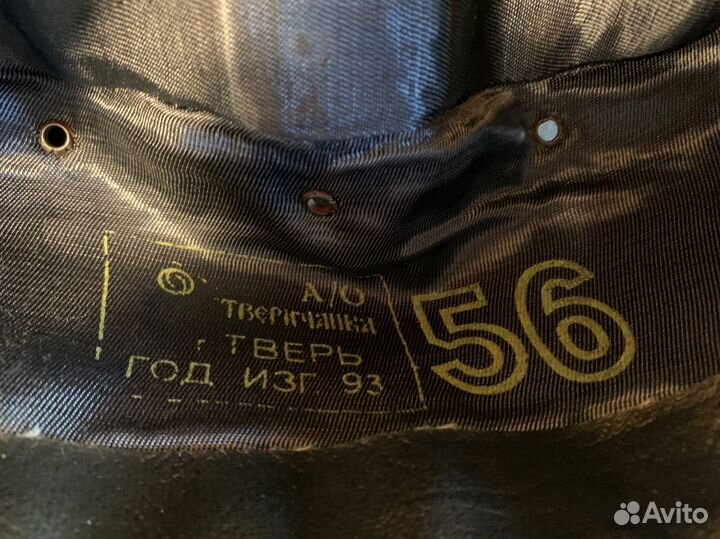 А/О
ТВЕРИЧАНКА
г ТВЕРЬ
ГОД ИЗГ. 93
56
Avito